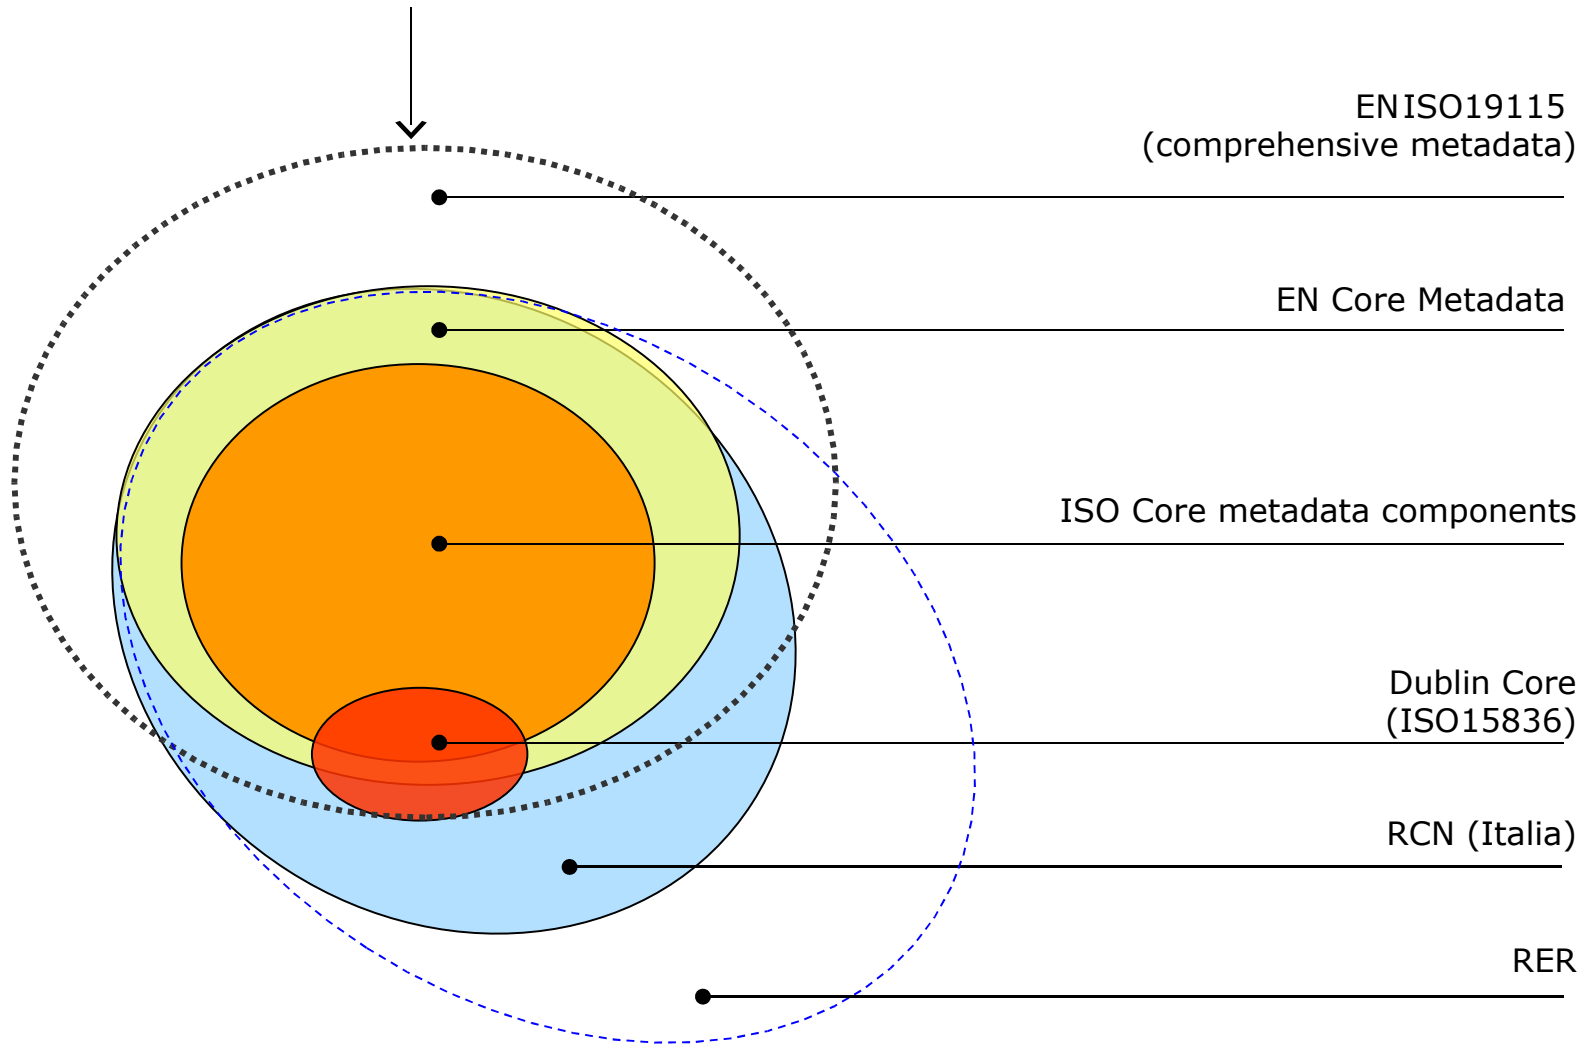 ENISO19115
(comprehensive metadata)
EN Core Metadata
ISO Core metadata components
Dublin Core
(ISO15836)
RCN (Italia)
RER